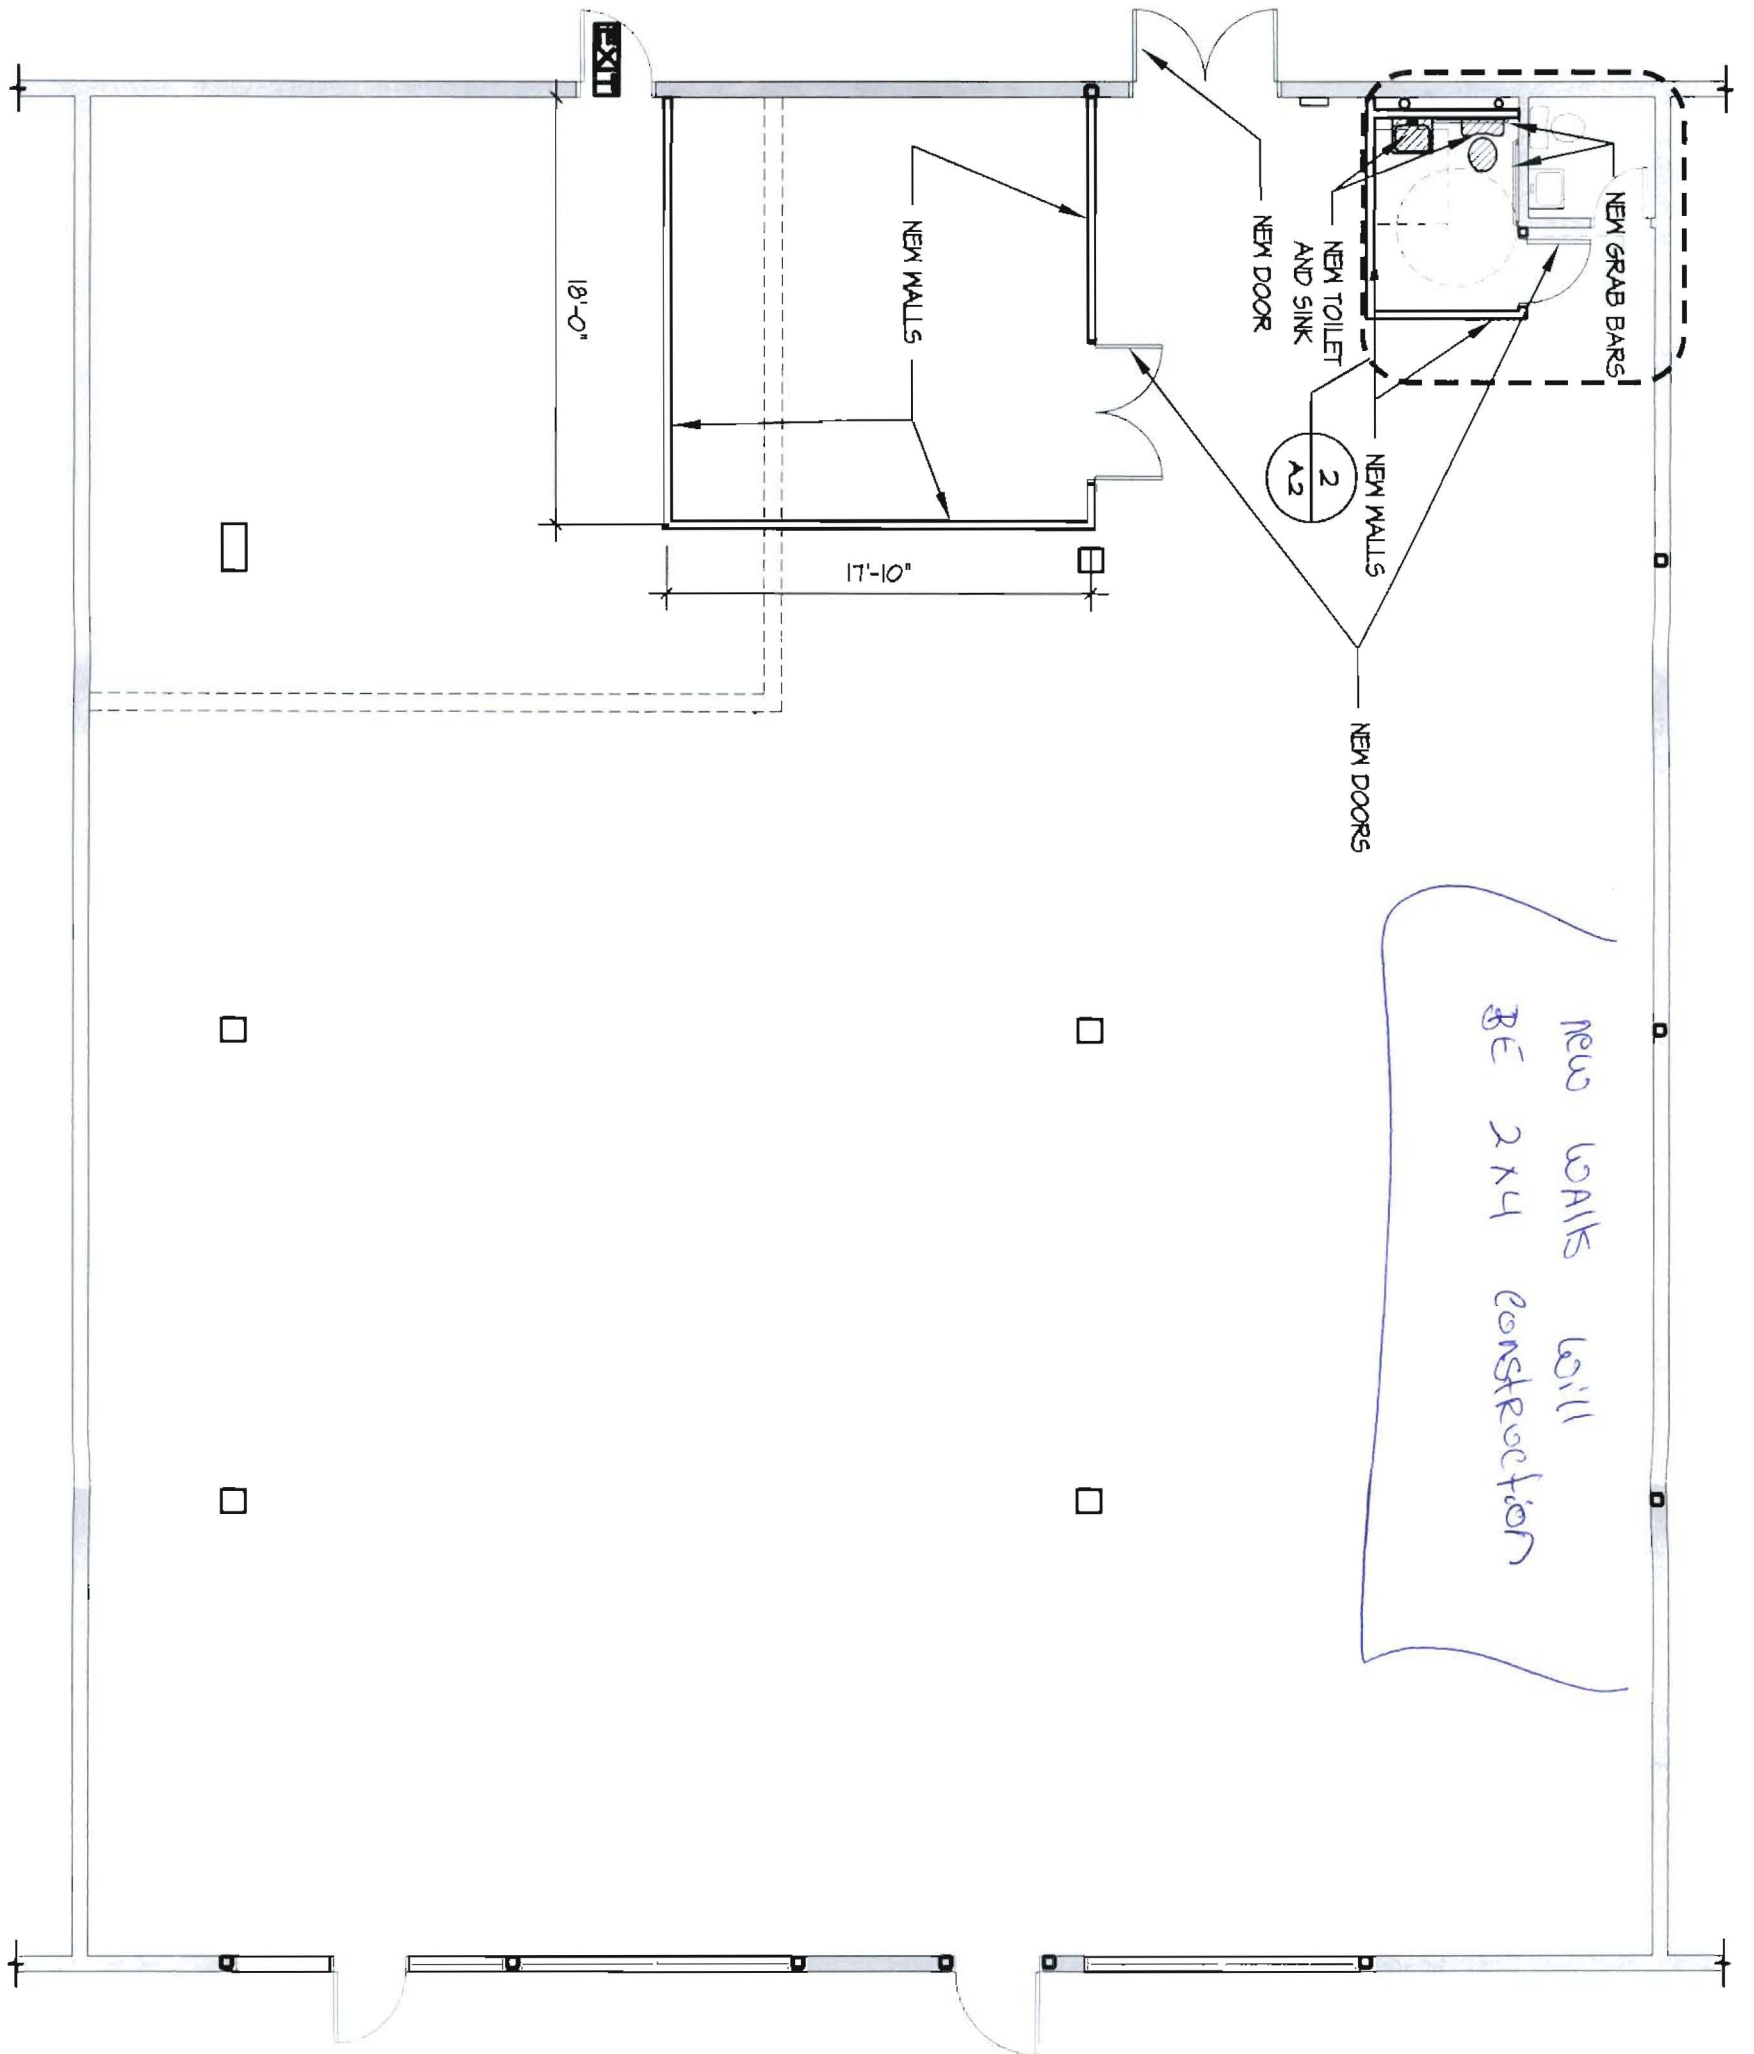 EXIT
NEW GRAB BARS
NEW TOILET
AND SINK
NEW DOOR
NEW WALLS
2
A2
NEW WALLS
18'-0"
17'-10"
NEW DOORS
new WAllS will
BE 2x4 construction